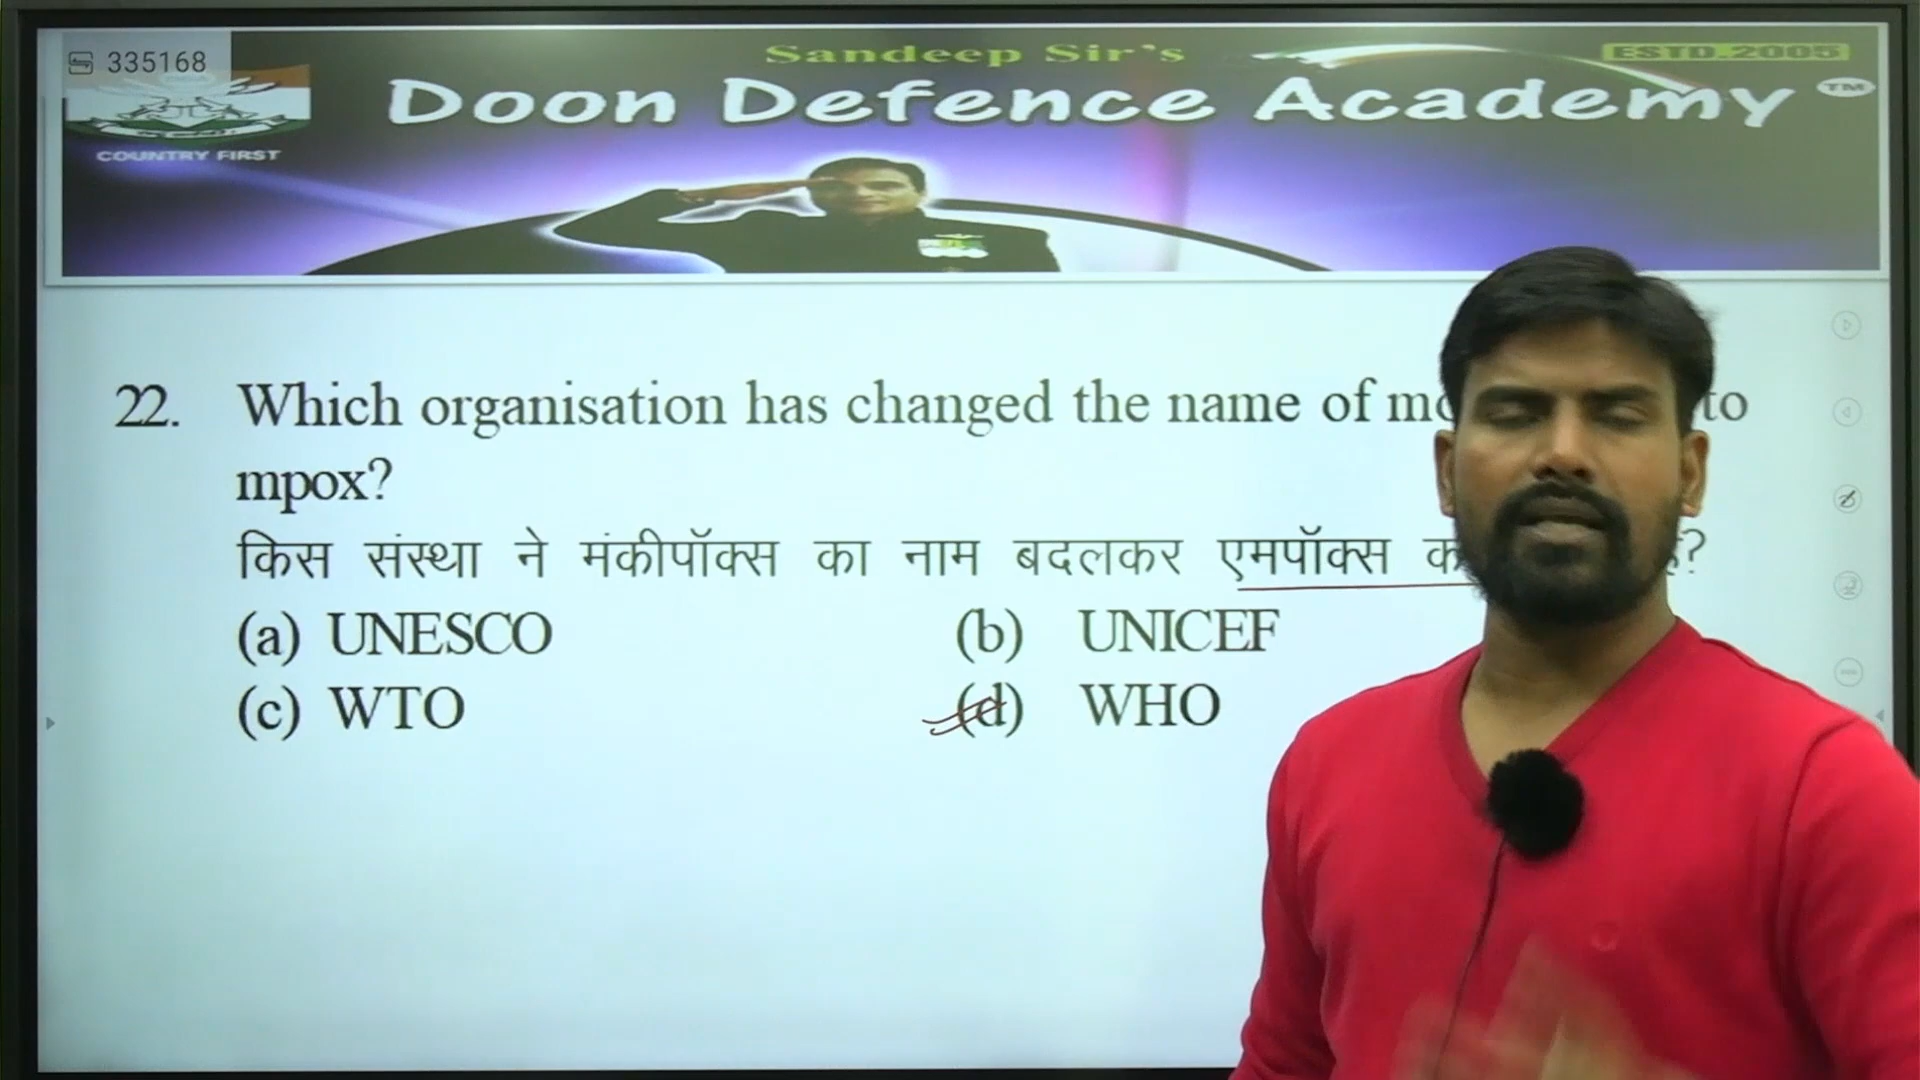 335168
Sandeep Sir's
ESTD.2005
Doon Defence Academy TM
COUNTRY FIRST
22. Which organisation has changed the name of to
mpox?
किस संस्था ने मंकीपॉक्स का नाम बदलकर एमपॉक्स ?
(a) UNESCO (b) UNICEF
(c) WTO (d) WHO